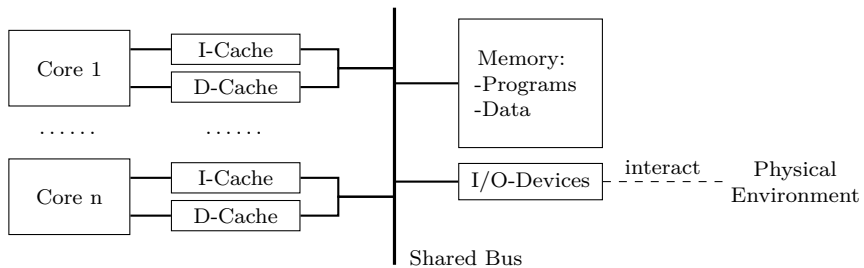 Core 1
I-Cache
D-Cache
Memory:
-Programs
-Data
...... ......
Core n
I-Cache
D-Cache
I/O-Devices
interact
Physical
Environment
Shared Bus